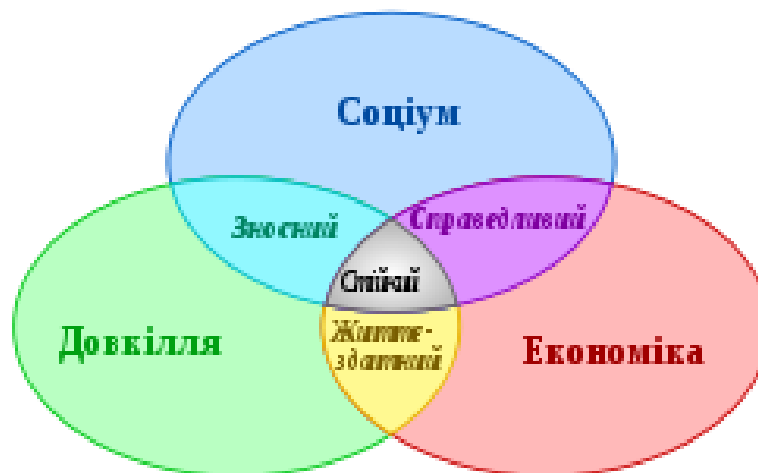 Соціум
Зносний
Справедливий
Стійкий
Довкілля
Життє-
здатний
Економіка